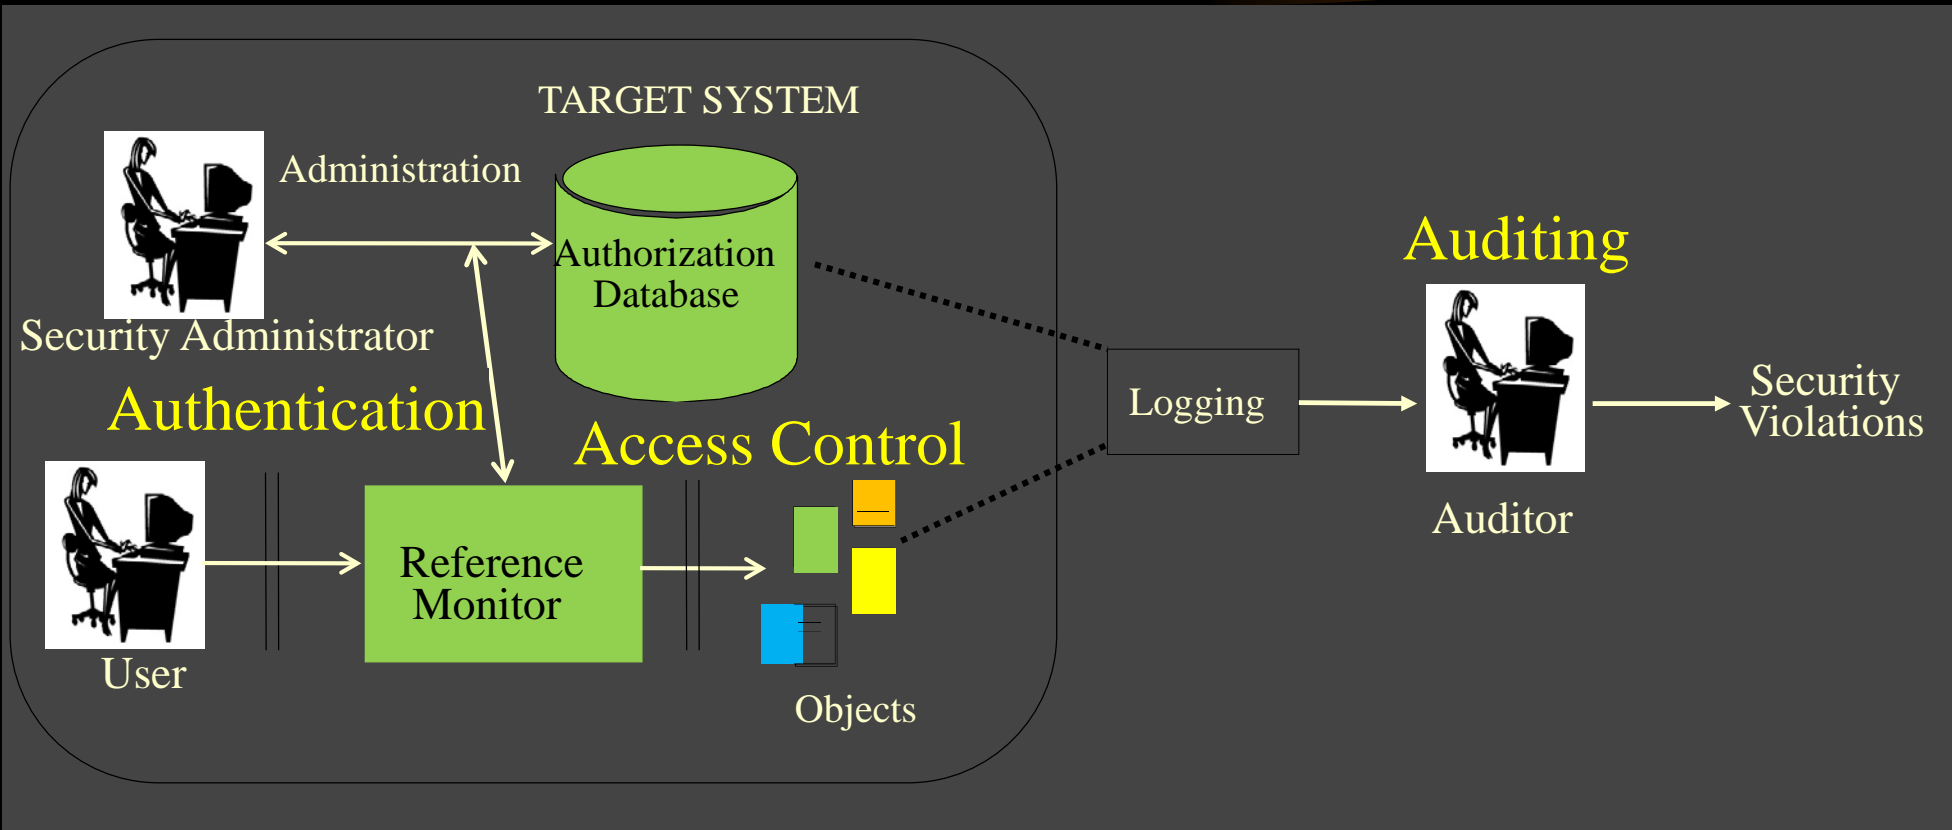 TARGET SYSTEM
Administration
Authorization
Database
Security Administrator
Authentication
Access Control
User
Reference
Monitor
Objects
Logging
Auditing
Auditor
Security
Violations